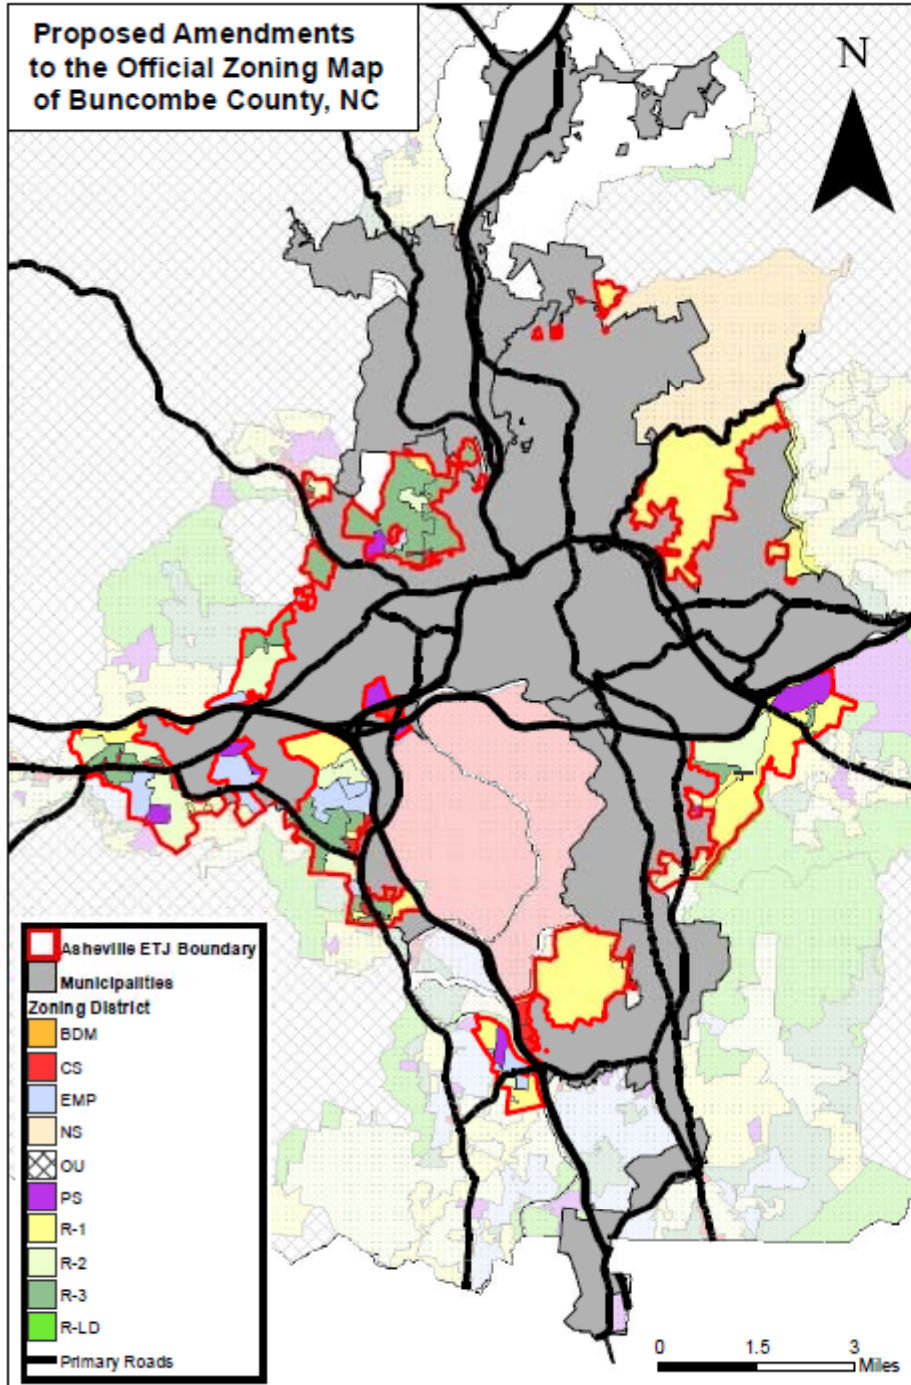 Proposed Amendments
to the Official Zoning Map
of Buncombe County, NC
N
Asheville ETJ Boundary
Municipalities
Zoning District
BDM
CS
EMP
NS
OU
PS
R-1
R-2
R-3
R-LD
Primary Roads
0 1.5 3
Miles